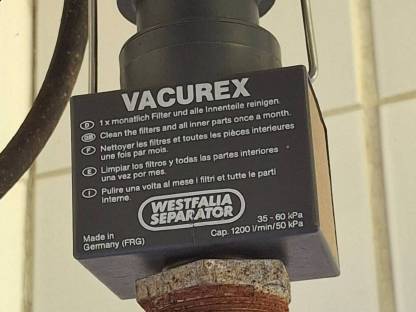 VACUREX
D 1 x monatlich Filter und alle Innenteile reinigen.
GB Clean the filters and all inner parts once a month.
F Nettoyer les filtres et toutes les pièces interieures
une fois par mois.
E Limpiar los filtros y todas las partes interiores
una vez por mes.
I Pulire una volta al mese i filtri et tutte le parti
interne.
WESTFALIA
SEPARATOR
Made in
Germany (FRG)
35 - 60 kPa
Cap. 1200 l/min/50 kPa